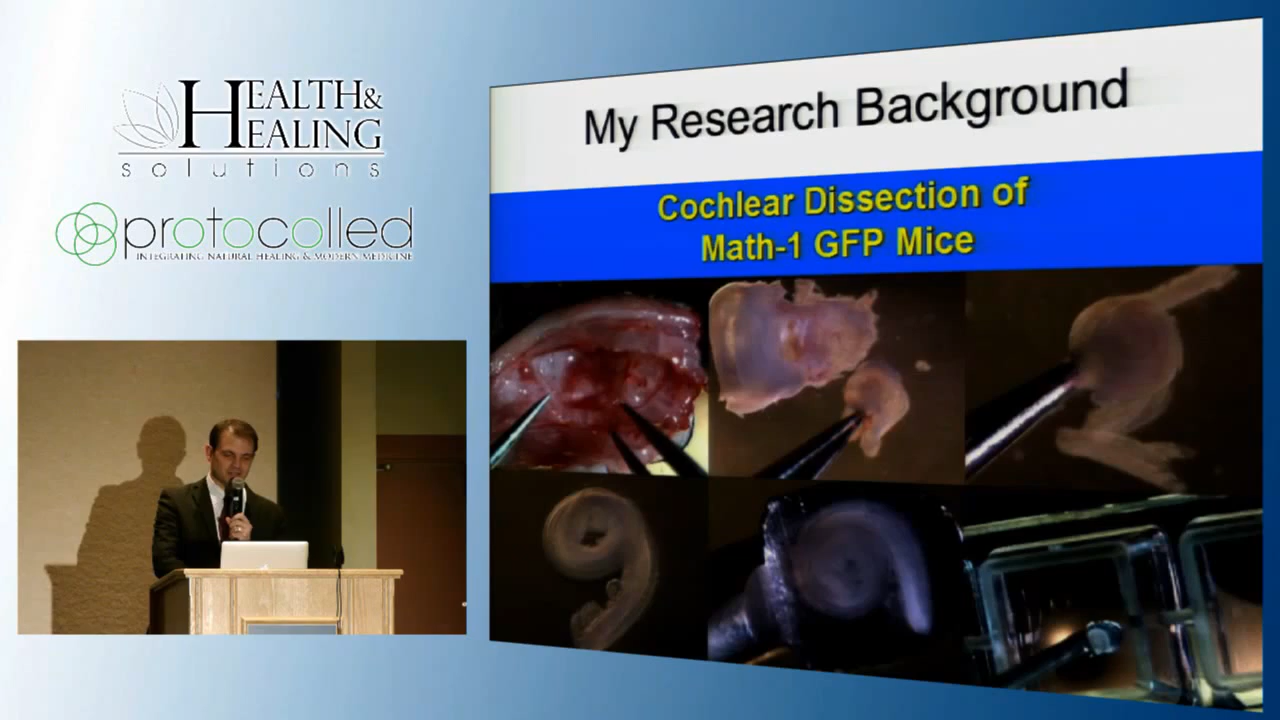 HEALTH&
HEALING
solutions
protocolled
INTEGRATING NATURAL HEALING & MODERN MEDICINE
My Research Background
Cochlear Dissection of
Math-1 GFP Mice